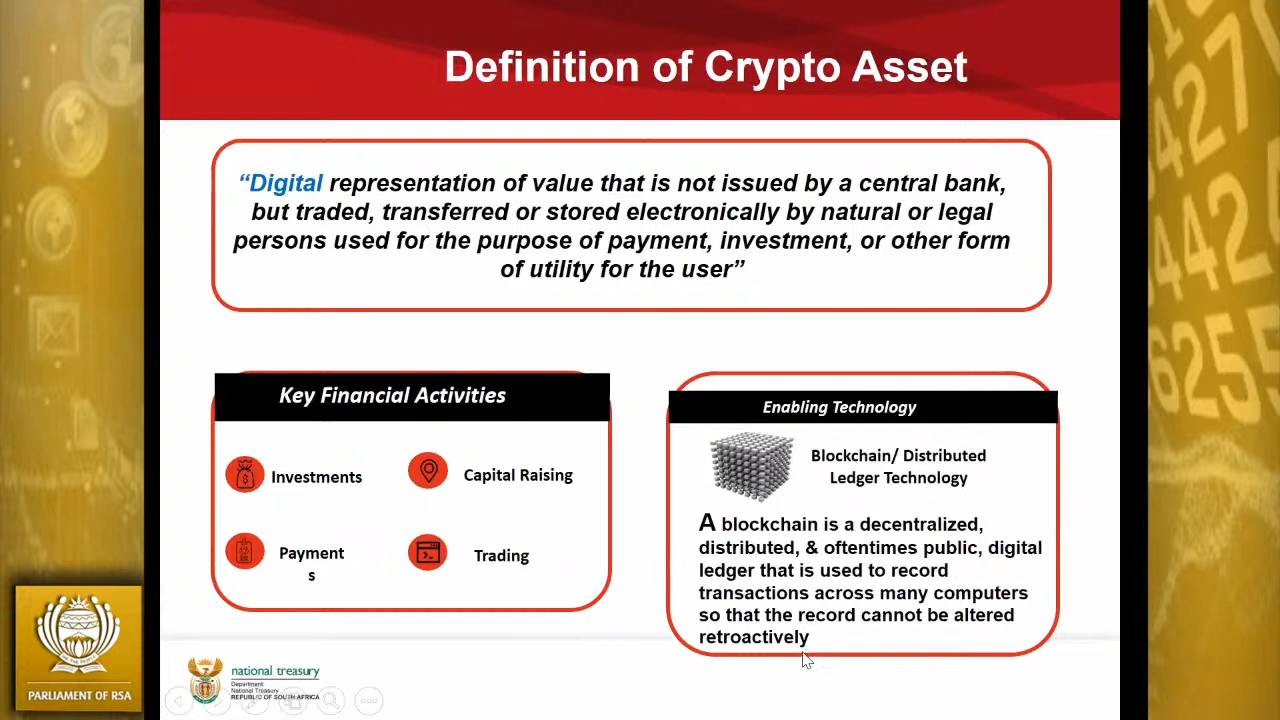 Definition of Crypto Asset
“Digital representation of value that is not issued by a central bank,
but traded, transferred or stored electronically by natural or legal
persons used for the purpose of payment, investment, or other form
of utility for the user”
Key Financial Activities
Investments
Capital Raising
Payment
s
Trading
Enabling Technology
Blockchain/ Distributed
Ledger Technology
A blockchain is a decentralized,
distributed, & oftentimes public, digital
ledger that is used to record
transactions across many computers
so that the record cannot be altered
retroactively
national treasury
Department:
National Treasury
REPUBLIC OF SOUTH AFRICA
PARLIAMENT OF RSA
427
442
6255